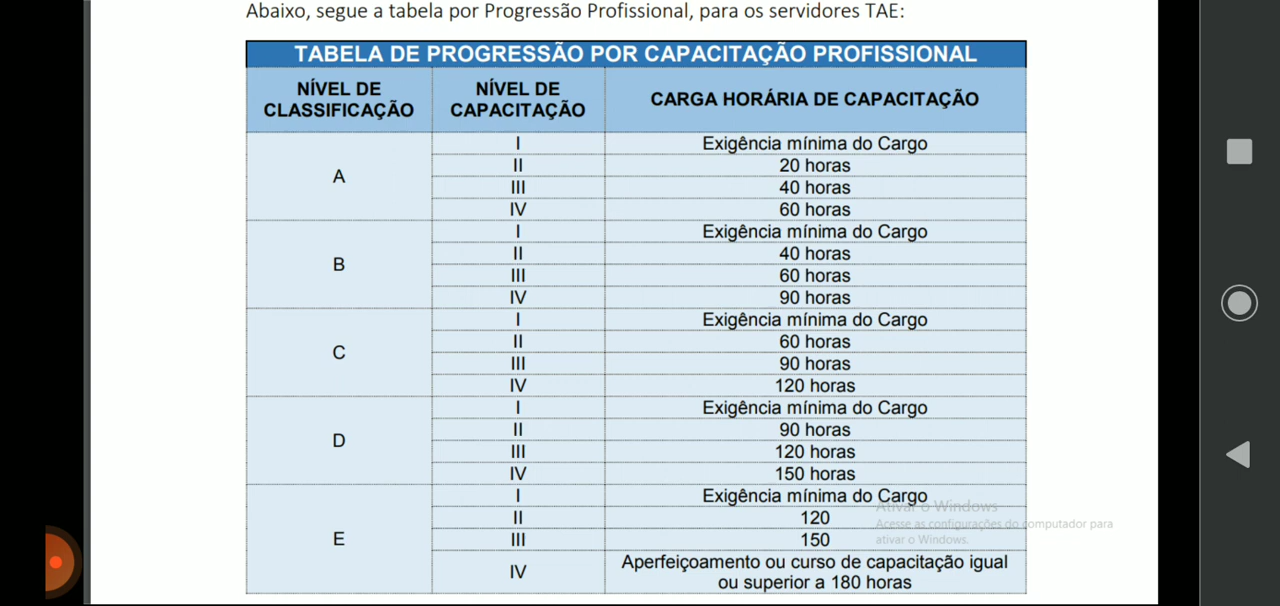 Abaixo, segue a tabela por Progressão Profissional, para os servidores TAE:
TABELA DE PROGRESSÃO POR CAPACITAÇÃO PROFISSIONAL
NÍVEL DE CLASSIFICAÇÃO NÍVEL DE CAPACITAÇÃO CARGA HORÁRIA DE CAPACITAÇÃO
A
I Exigência mínima do Cargo
II 20 horas
III 40 horas
IV 60 horas
B
I Exigência mínima do Cargo
II 40 horas
III 60 horas
IV 90 horas
C
I Exigência mínima do Cargo
II 60 horas
III 90 horas
IV 120 horas
D
I Exigência mínima do Cargo
II 90 horas
III 120 horas
IV 150 horas
E
I Exigência mínima do Cargo
II 120
III 150
IV Aperfeiçoamento ou curso de capacitação igual
ou superior a 180 horas
Ativar o Windows
Acesse as configurações do computador para
ativar o Windows.